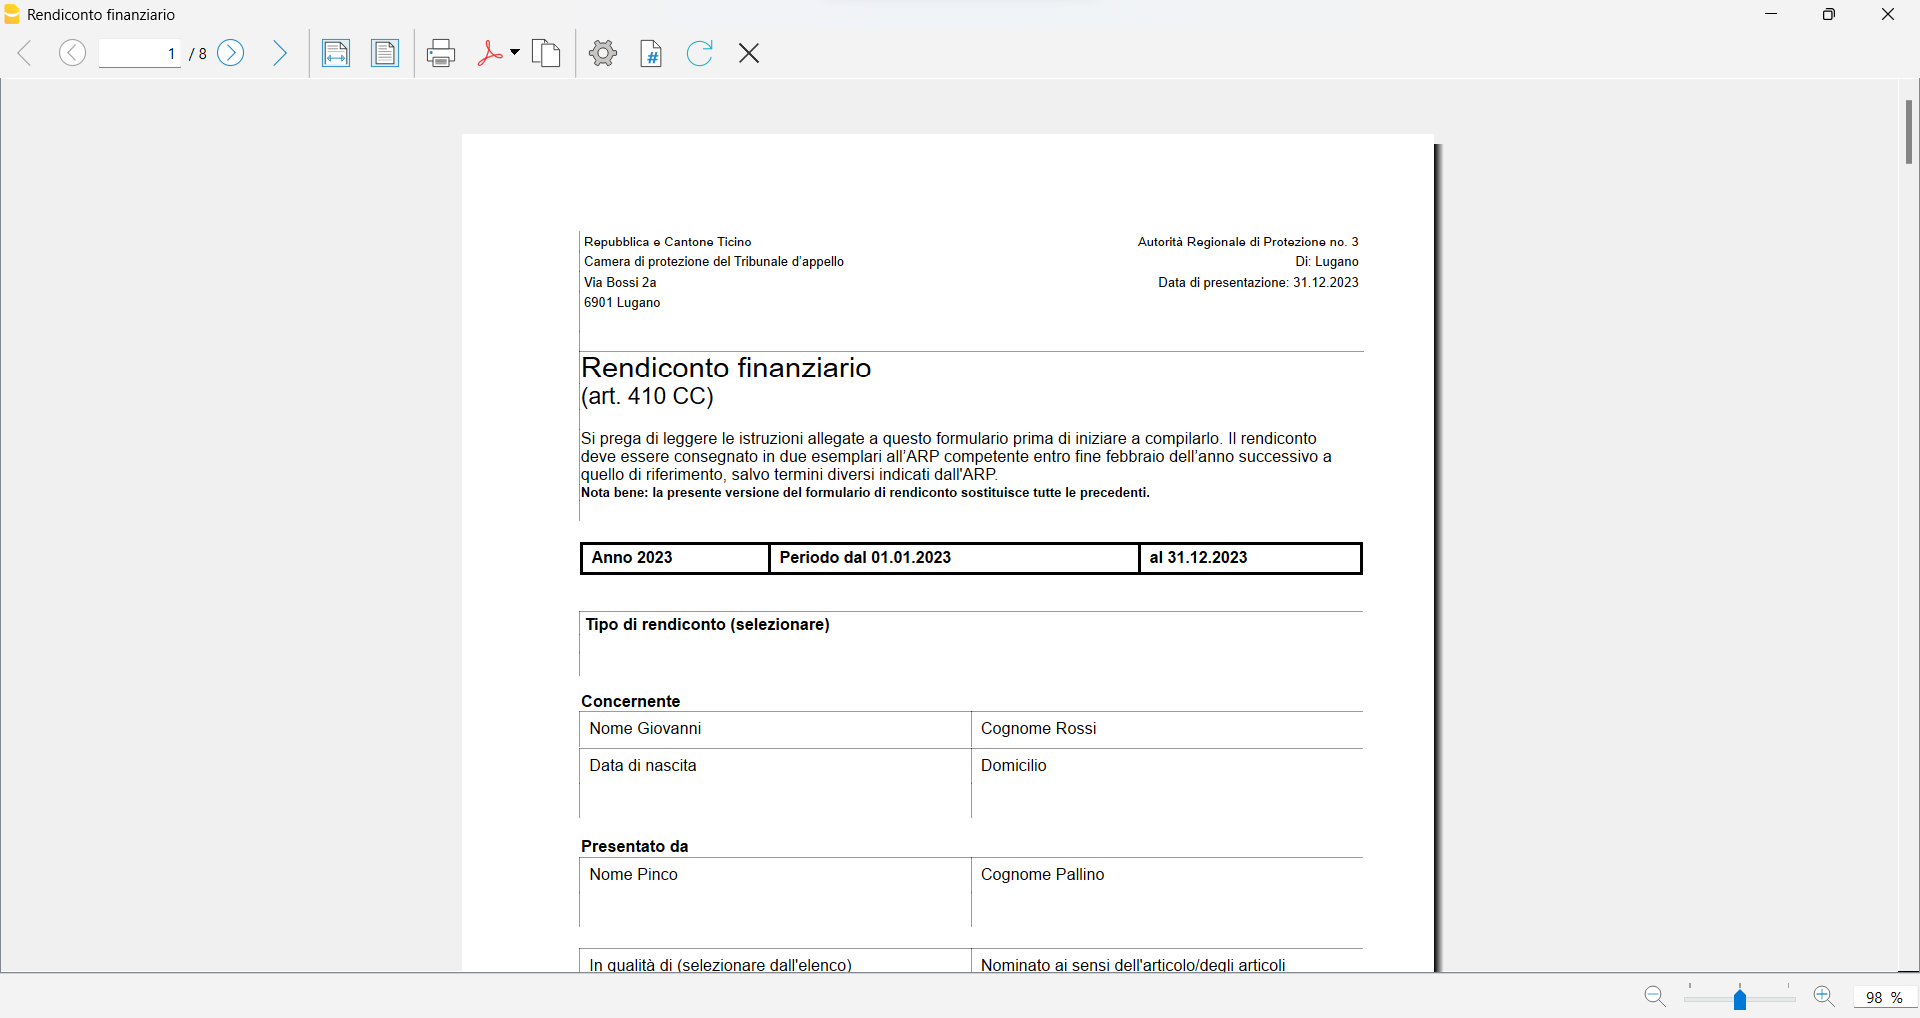 Rendiconto finanziario
1 / 8
#
Repubblica e Cantone Ticino
Camera di protezione del Tribunale d'appello
Via Bossi 2a
6901 Lugano
Autorità Regionale di Protezione no. 3
Di: Lugano
Data di presentazione: 31.12.2023
Rendiconto finanziario
(art. 410 CC)
Si prega di leggere le istruzioni allegate a questo formulario prima di iniziare a compilarlo. Il rendiconto
deve essere consegnato in due esemplari all'ARP competente entro fine febbraio dell'anno successivo a
quello di riferimento, salvo termini diversi indicati dall'ARP.
Nota bene: la presente versione del formulario di rendiconto sostituisce tutte le precedenti.
Anno 2023 Periodo dal 01.01.2023 al 31.12.2023
Tipo di rendiconto (selezionare)
Concernente
Nome Giovanni Cognome Rossi
Data di nascita Domicilio
Presentato da
Nome Pinco Cognome Pallino
In qualità di (selezionare dall'elenco) Nominato ai sensi dell'articolo/degli articoli
98 %